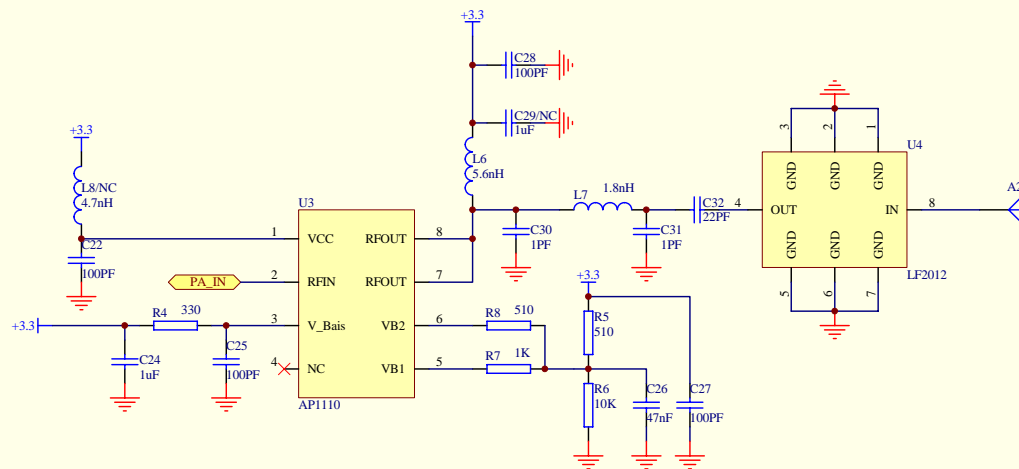 +3.3
C28
100PF
C29/NC
1uF
L6
5.6nH
+3.3
L8/NC
4.7nH
C22
100PF
U3
1
VCC
RFOUT
8
PA_IN
2
RFIN
RFOUT
7
+3.3
R4
330
3
V_Bais
VB2
6
4
NC
VB1
5
AP1110
C24
1uF
C25
100PF
R8
510
R7
1K
+3.3
R5
510
R6
10K
C26
47nF
C27
100PF
L7
1.8nH
C30
1PF
C31
1PF
C32
22PF
U4
3
2
1
GND
GND
GND
4
OUT
IN
8
GND
GND
GND
5
6
7
LF2012
A2